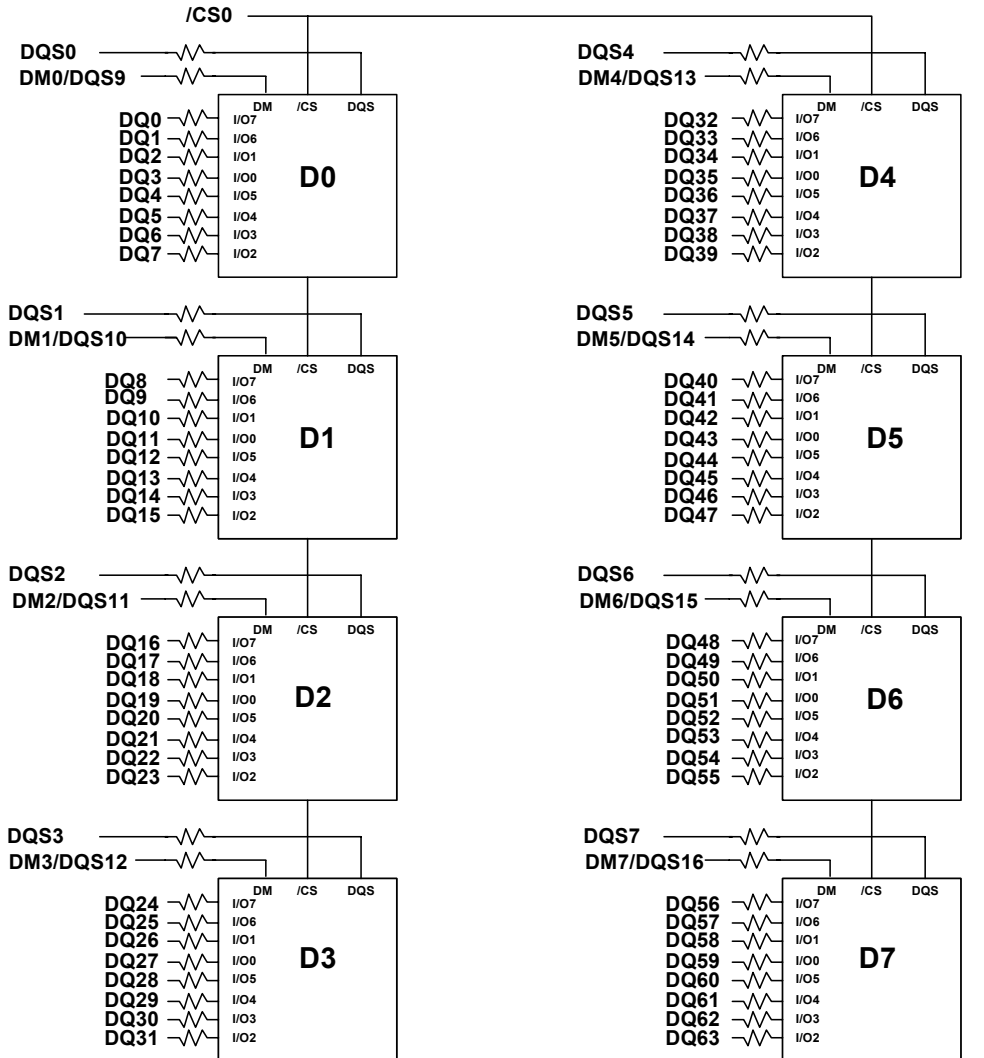 /CS0
DQS0
DM0/DQS9
DM /CS DQS
DQ0 I/O7
DQ1 I/O6
DQ2 I/O1
DQ3 I/O0
DQ4 I/O5
DQ5 I/O4
DQ6 I/O3
DQ7 I/O2
D0
DQS1
DM1/DQS10
DM /CS DQS
DQ8 I/O7
DQ9 I/O6
DQ10 I/O1
DQ11 I/O0
DQ12 I/O5
DQ13 I/O4
DQ14 I/O3
DQ15 I/O2
D1
DQS2
DM2/DQS11
DM /CS DQS
DQ16 I/O7
DQ17 I/O6
DQ18 I/O1
DQ19 I/O0
DQ20 I/O5
DQ21 I/O4
DQ22 I/O3
DQ23 I/O2
D2
DQS3
DM3/DQS12
DM /CS DQS
DQ24 I/O7
DQ25 I/O6
DQ26 I/O1
DQ27 I/O0
DQ28 I/O5
DQ29 I/O4
DQ30 I/O3
DQ31 I/O2
D3
DQS4
DM4/DQS13
DM /CS DQS
DQ32 I/O7
DQ33 I/O6
DQ34 I/O1
DQ35 I/O0
DQ36 I/O5
DQ37 I/O4
DQ38 I/O3
DQ39 I/O2
D4
DQS5
DM5/DQS14
DM /CS DQS
DQ40 I/O7
DQ41 I/O6
DQ42 I/O1
DQ43 I/O0
DQ44 I/O5
DQ45 I/O4
DQ46 I/O3
DQ47 I/O2
D5
DQS6
DM6/DQS15
DM /CS DQS
DQ48 I/O7
DQ49 I/O6
DQ50 I/O1
DQ51 I/O0
DQ52 I/O5
DQ53 I/O4
DQ54 I/O3
DQ55 I/O2
D6
DQS7
DM7/DQS16
DM /CS DQS
DQ56 I/O7
DQ57 I/O6
DQ58 I/O1
DQ59 I/O0
DQ60 I/O5
DQ61 I/O4
DQ62 I/O3
DQ63 I/O2
D7